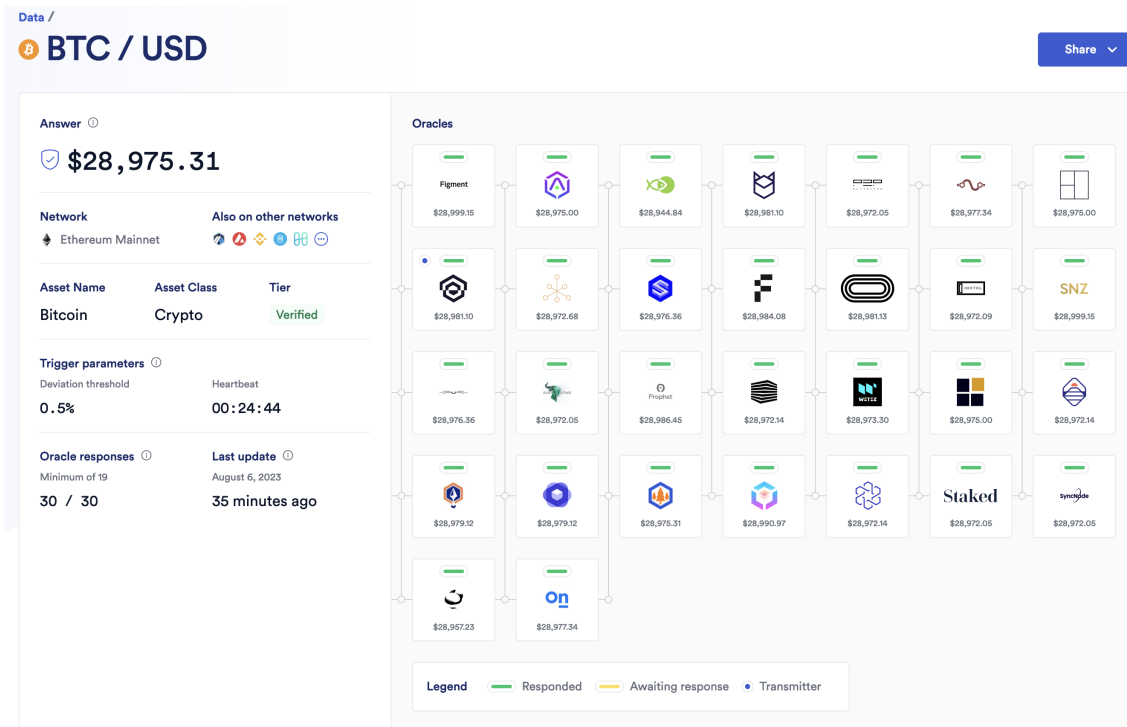 Data /
BTC / USD
Share
Answer
$28,975.31
Network
Also on other networks
Ethereum Mainnet
Asset Name
Asset Class
Tier
Bitcoin
Crypto
Verified
Trigger parameters
Deviation threshold
Heartbeat
0.5%
00:24:44
Oracle responses
Last update
Minimum of 19
August 6, 2023
30 / 30
35 minutes ago
Oracles
Figment
$28,999.15
$28,975.00
$28,944.84
$28,981.10
$28,972.05
$28,977.34
$28,975.00
SNZ
$28,981.10
$28,972.68
$28,976.36
$28,984.08
$28,981.13
$28,972.09
$28,999.15
Prophet
WETEZ
$28,976.36
$28,972.05
$28,986.45
$28,972.14
$28,973.30
$28,975.00
$28,972.14
Staked
SyncNode
$28,979.12
$28,979.12
$28,975.31
$28,990.97
$28,972.14
$28,972.05
$28,972.05
On
$28,957.23
$28,977.34
Legend
Responded
Awaiting response
Transmitter